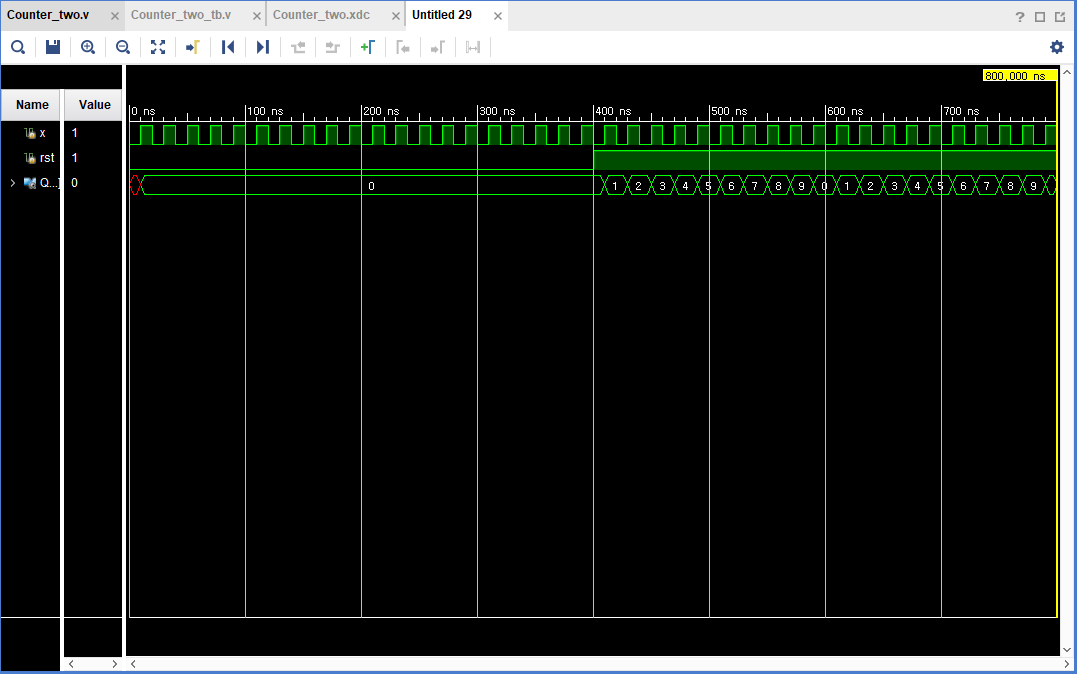 Counter_two.v × Counter_two_tb.v × Counter_two.xdc × Untitled 29 × ?
800.000 ns
Name Value 0 ns 100 ns 200 ns 300 ns 400 ns 500 ns 600 ns 700 ns
x 1
rst 1
> Q...] 0 0 1 2 3 4 5 6 7 8 9 0 1 2 3 4 5 6 7 8 9